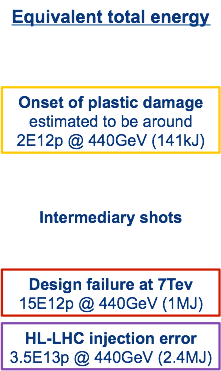 Equivalent total energy
Onset of plastic damage
estimated to be around
2E12p @ 440GeV (141kJ)
Intermediary shots
Design failure at 7Tev
15E12p @ 440GeV (1MJ)
HL-LHC injection error
3.5E13p @ 440GeV (2.4MJ)